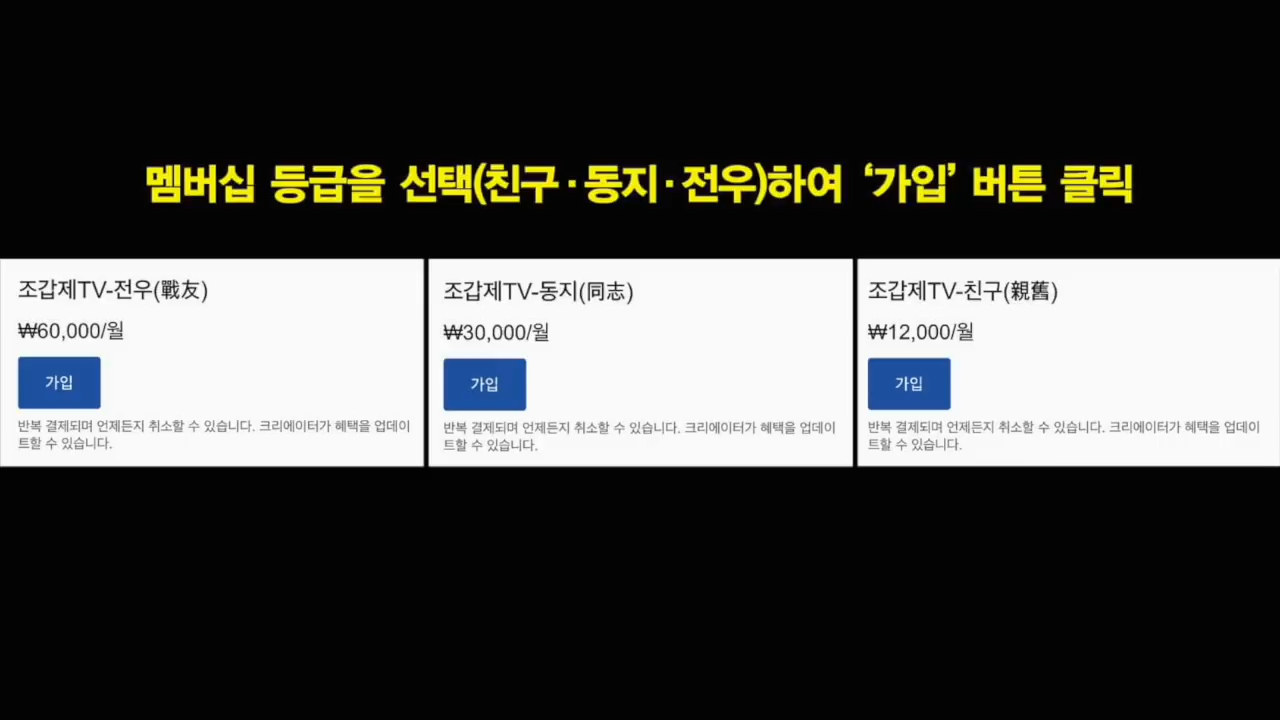 멤버십 등급을 선택(친구·동지·전우)하여 ‘가입’ 버튼 클릭
조갑제TV-전우(戰友)
₩60,000/월
가입
반복 결제되며 언제든지 취소할 수 있습니다. 크리에이터가 혜택을 업데이
트할 수 있습니다.
조갑제TV-동지(同志)
₩30,000/월
가입
반복 결제되며 언제든지 취소할 수 있습니다. 크리에이터가 혜택을 업데이
트할 수 있습니다.
조갑제TV-친구(親舊)
₩12,000/월
가입
반복 결제되며 언제든지 취소할 수 있습니다. 크리에이터가 혜택을 업데이
트할 수 있습니다.